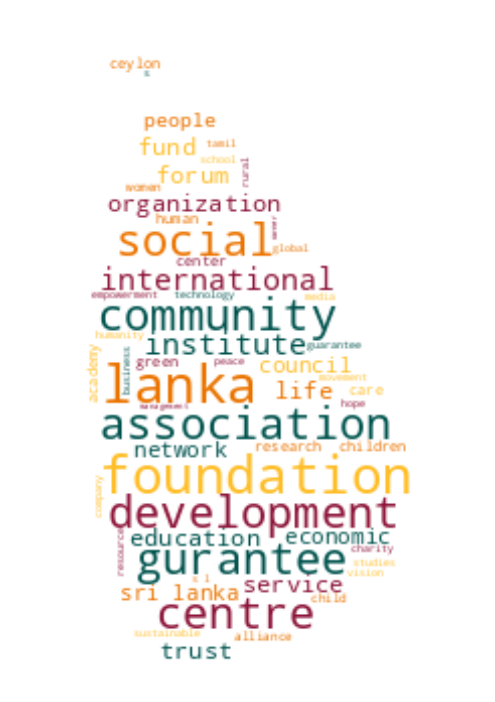 ceylon
s
people
fund tamil
school
forum rural
women
organization
human
social
global
center
international
empowerment technology media
community
humanity
institute guarantee
green peace council
academy business movement
lanka life care
management hope
association
network research children
foundation
company
development
education economic
resource charity
gurantee
studies
vision
s l
service
sri lanka child
centre
sustainable alliance
trust